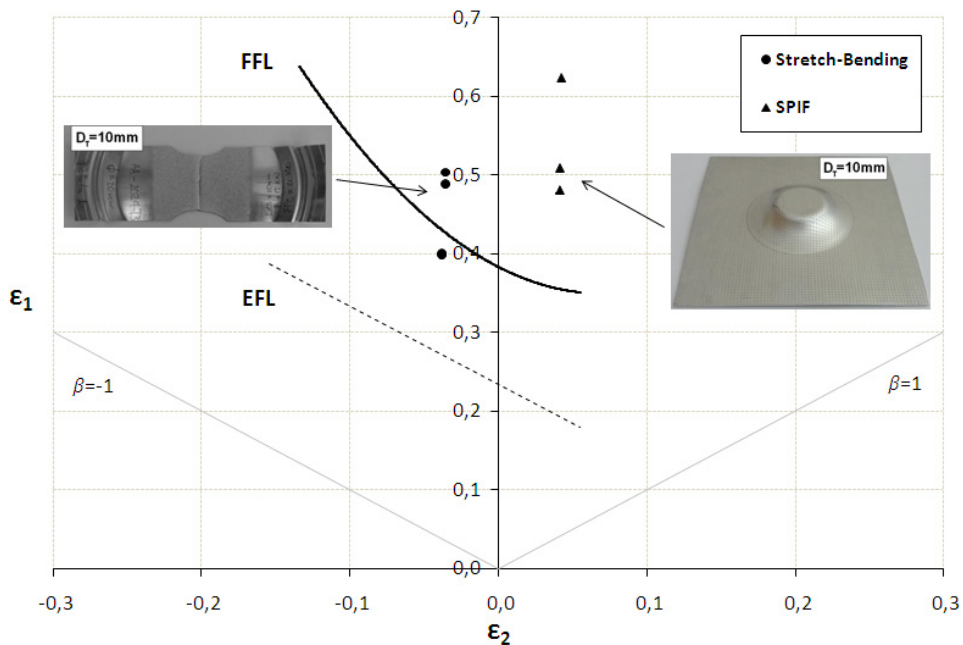 0,7
FFL
Stretch-Bending
SPIF
0,6
D_T=10mm
D_T=10mm
0,5
0,4
ε₁
EFL
0,3
β=-1
β=1
0,2
0,1
0,0
-0,3
-0,2
-0,1
0,0
0,1
0,2
0,3
ε₂